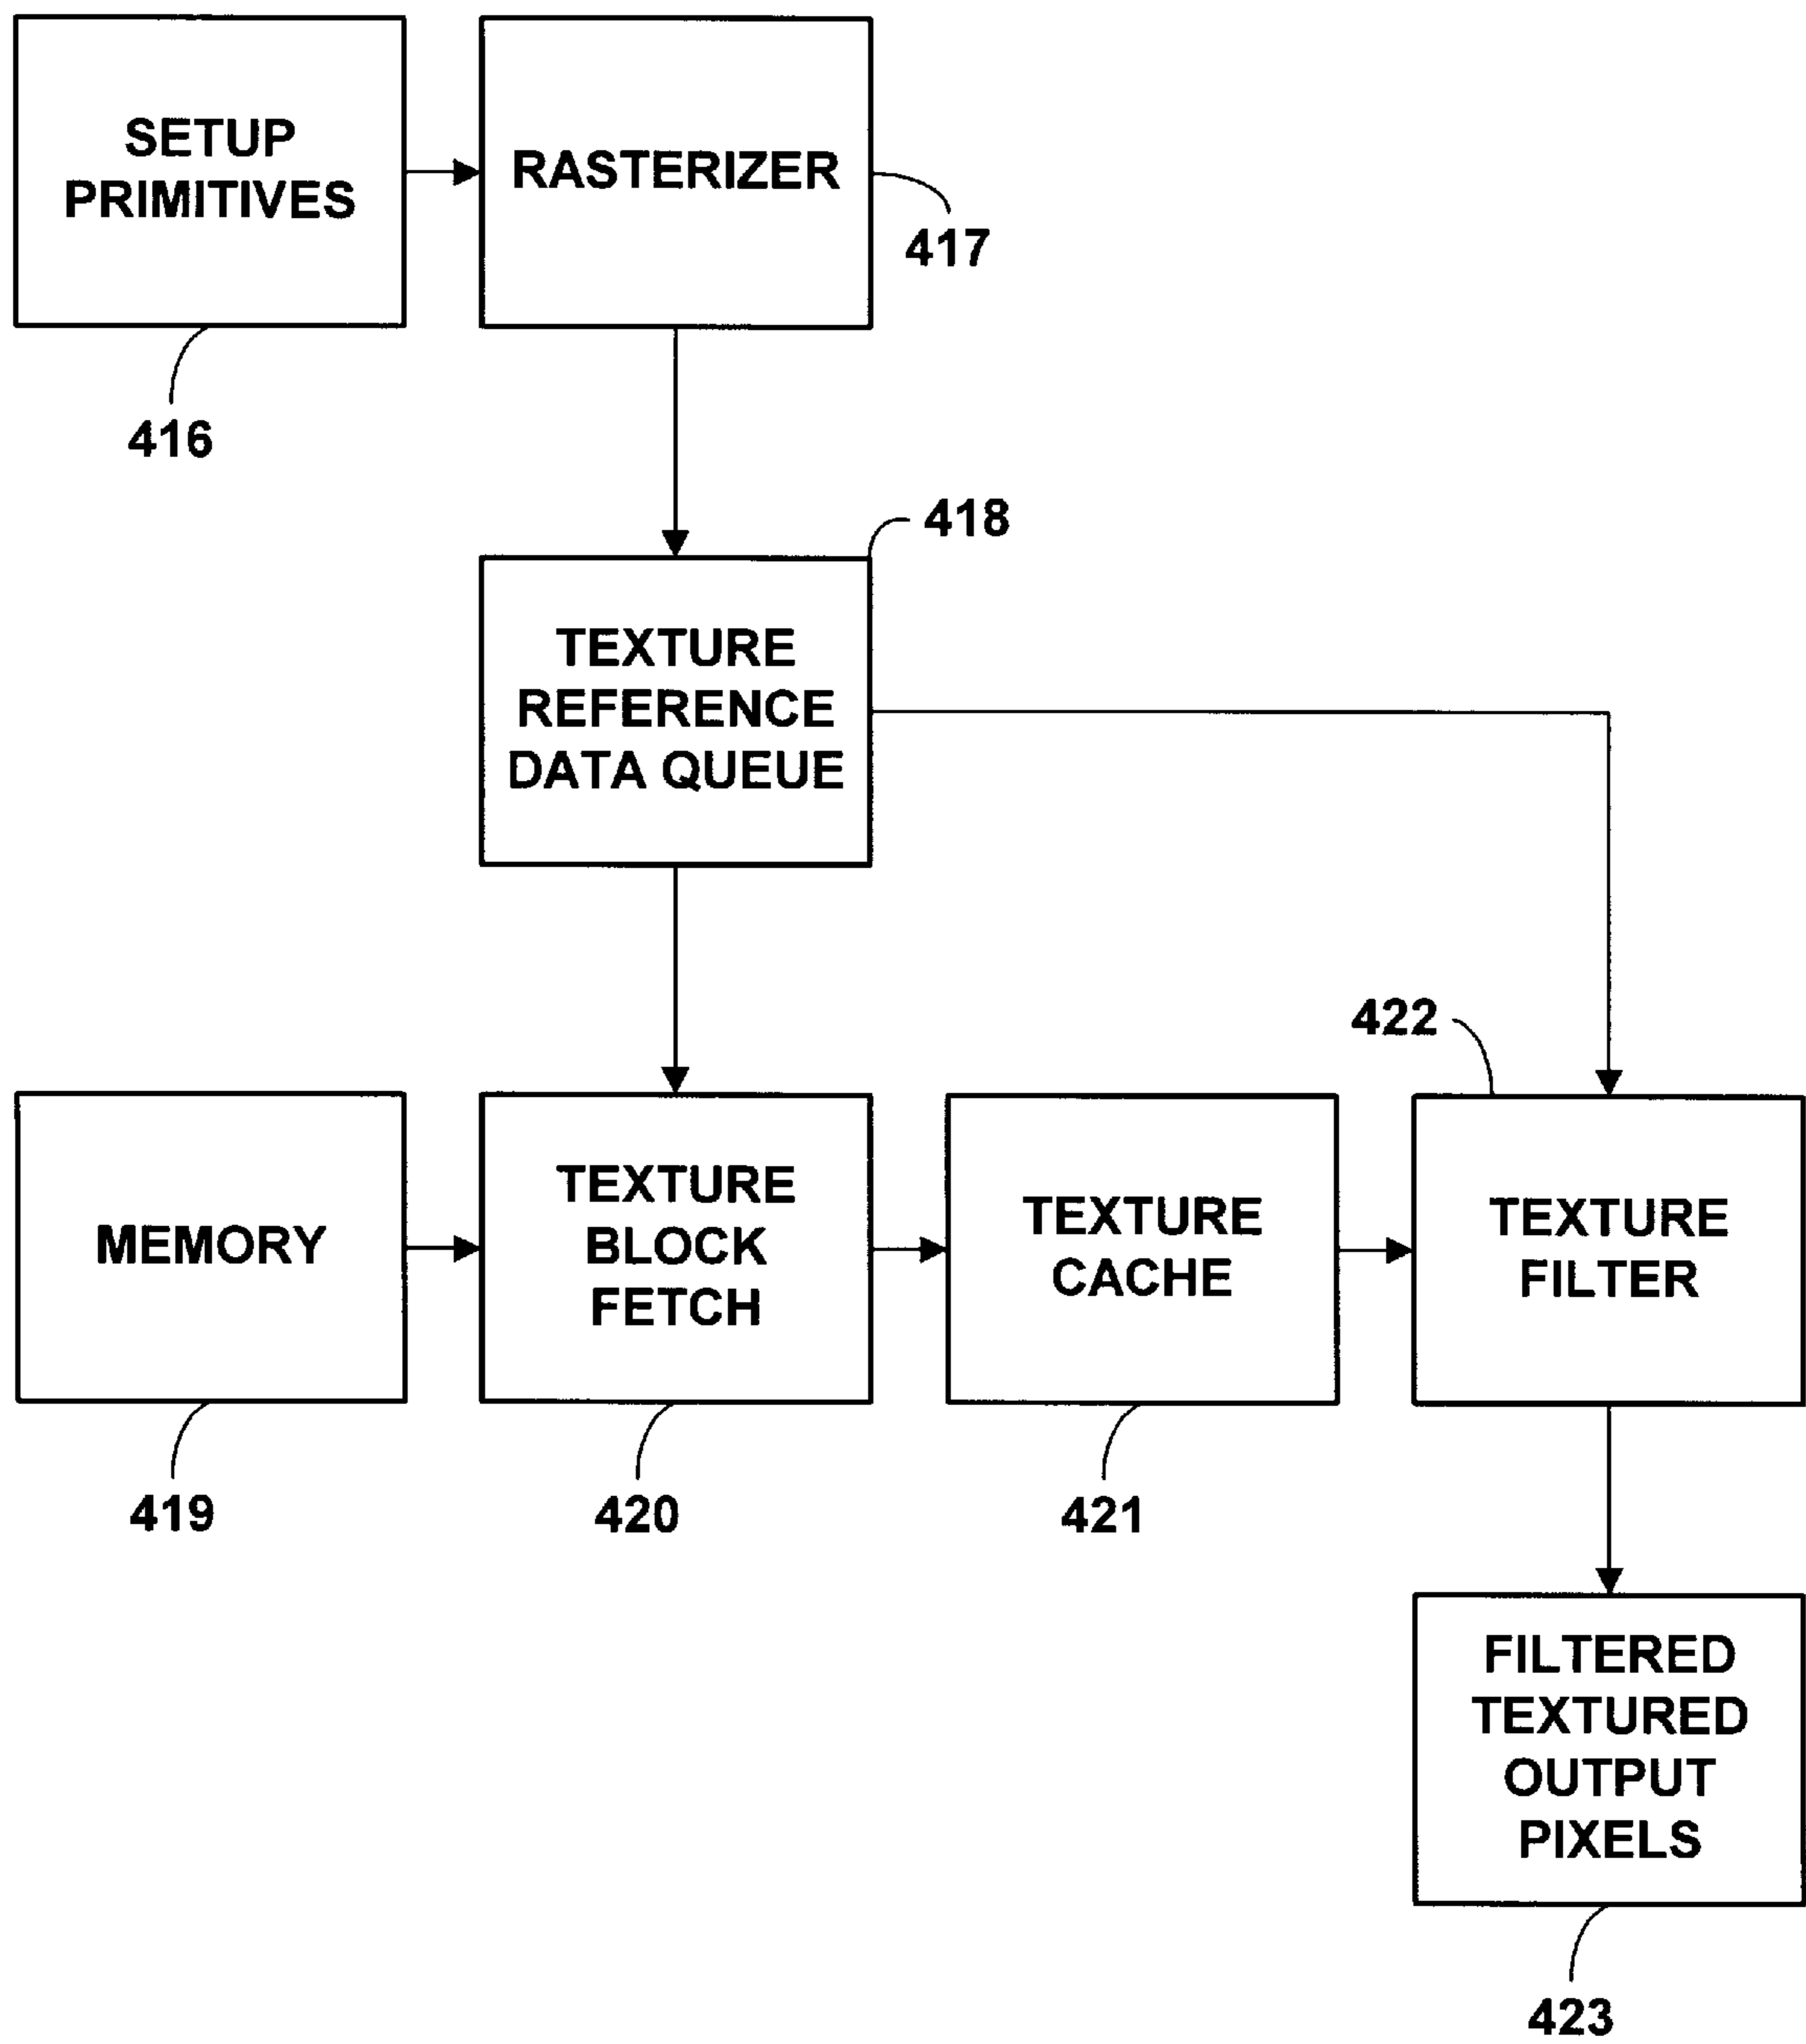 SETUP
PRIMITIVES
RASTERIZER
417
416
418
TEXTURE
REFERENCE
DATA QUEUE
422
MEMORY
TEXTURE
BLOCK
FETCH
TEXTURE
CACHE
TEXTURE
FILTER
419
420
421
FILTERED
TEXTURED
OUTPUT
PIXELS
423